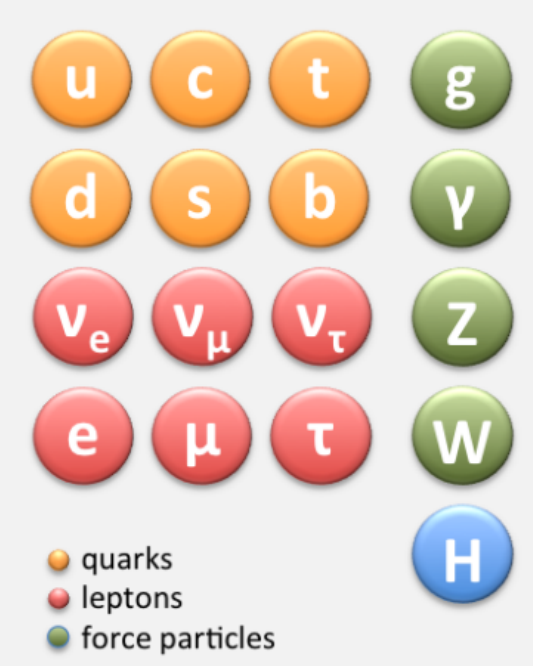 u c t g
d s b γ
νe νμ ντ Z
e μ τ W
H
quarks
leptons
force particles